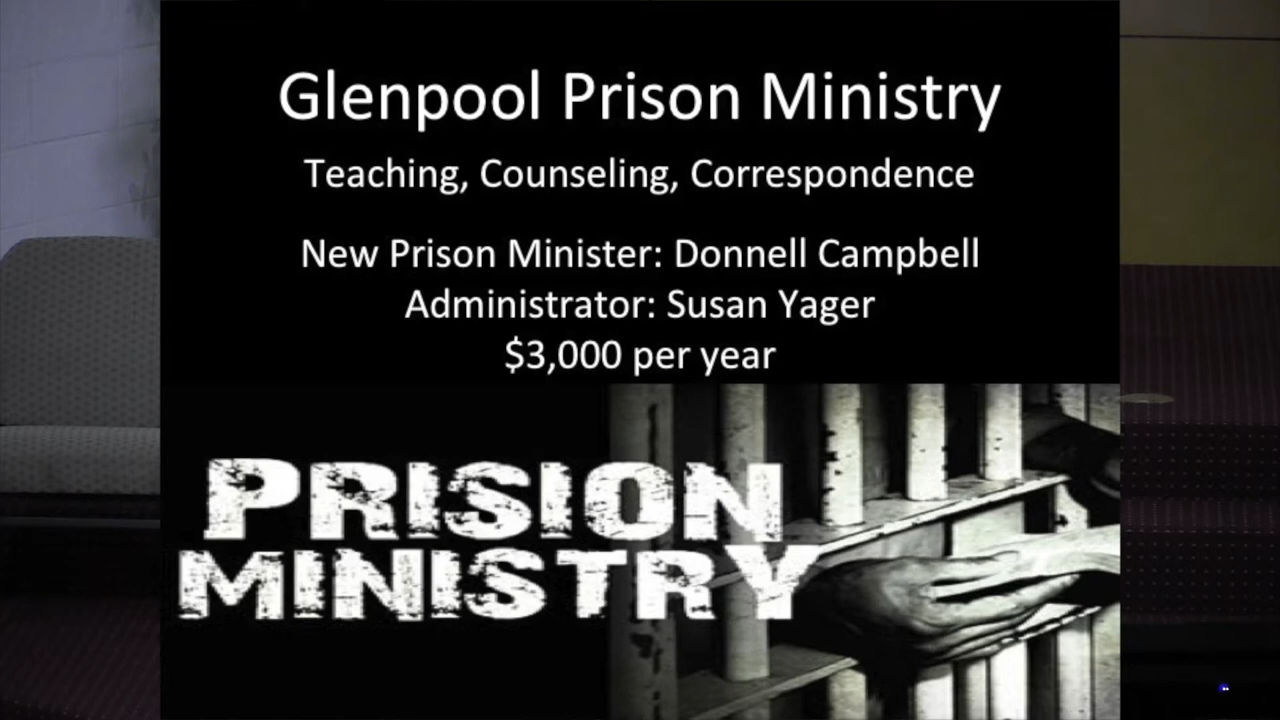 Glenpool Prison Ministry
Teaching, Counseling, Correspondence
New Prison Minister: Donnell Campbell
Administrator: Susan Yager
$3,000 per year
PRISION
MINISTRY